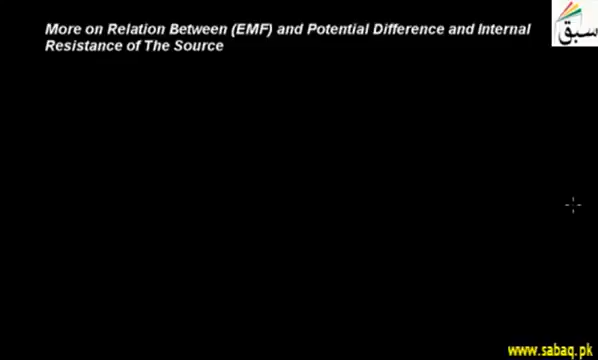 More on Relation Between (EMF) and Potential Difference and Internal
Resistance of The Source
سبق
www.sabaq.pk